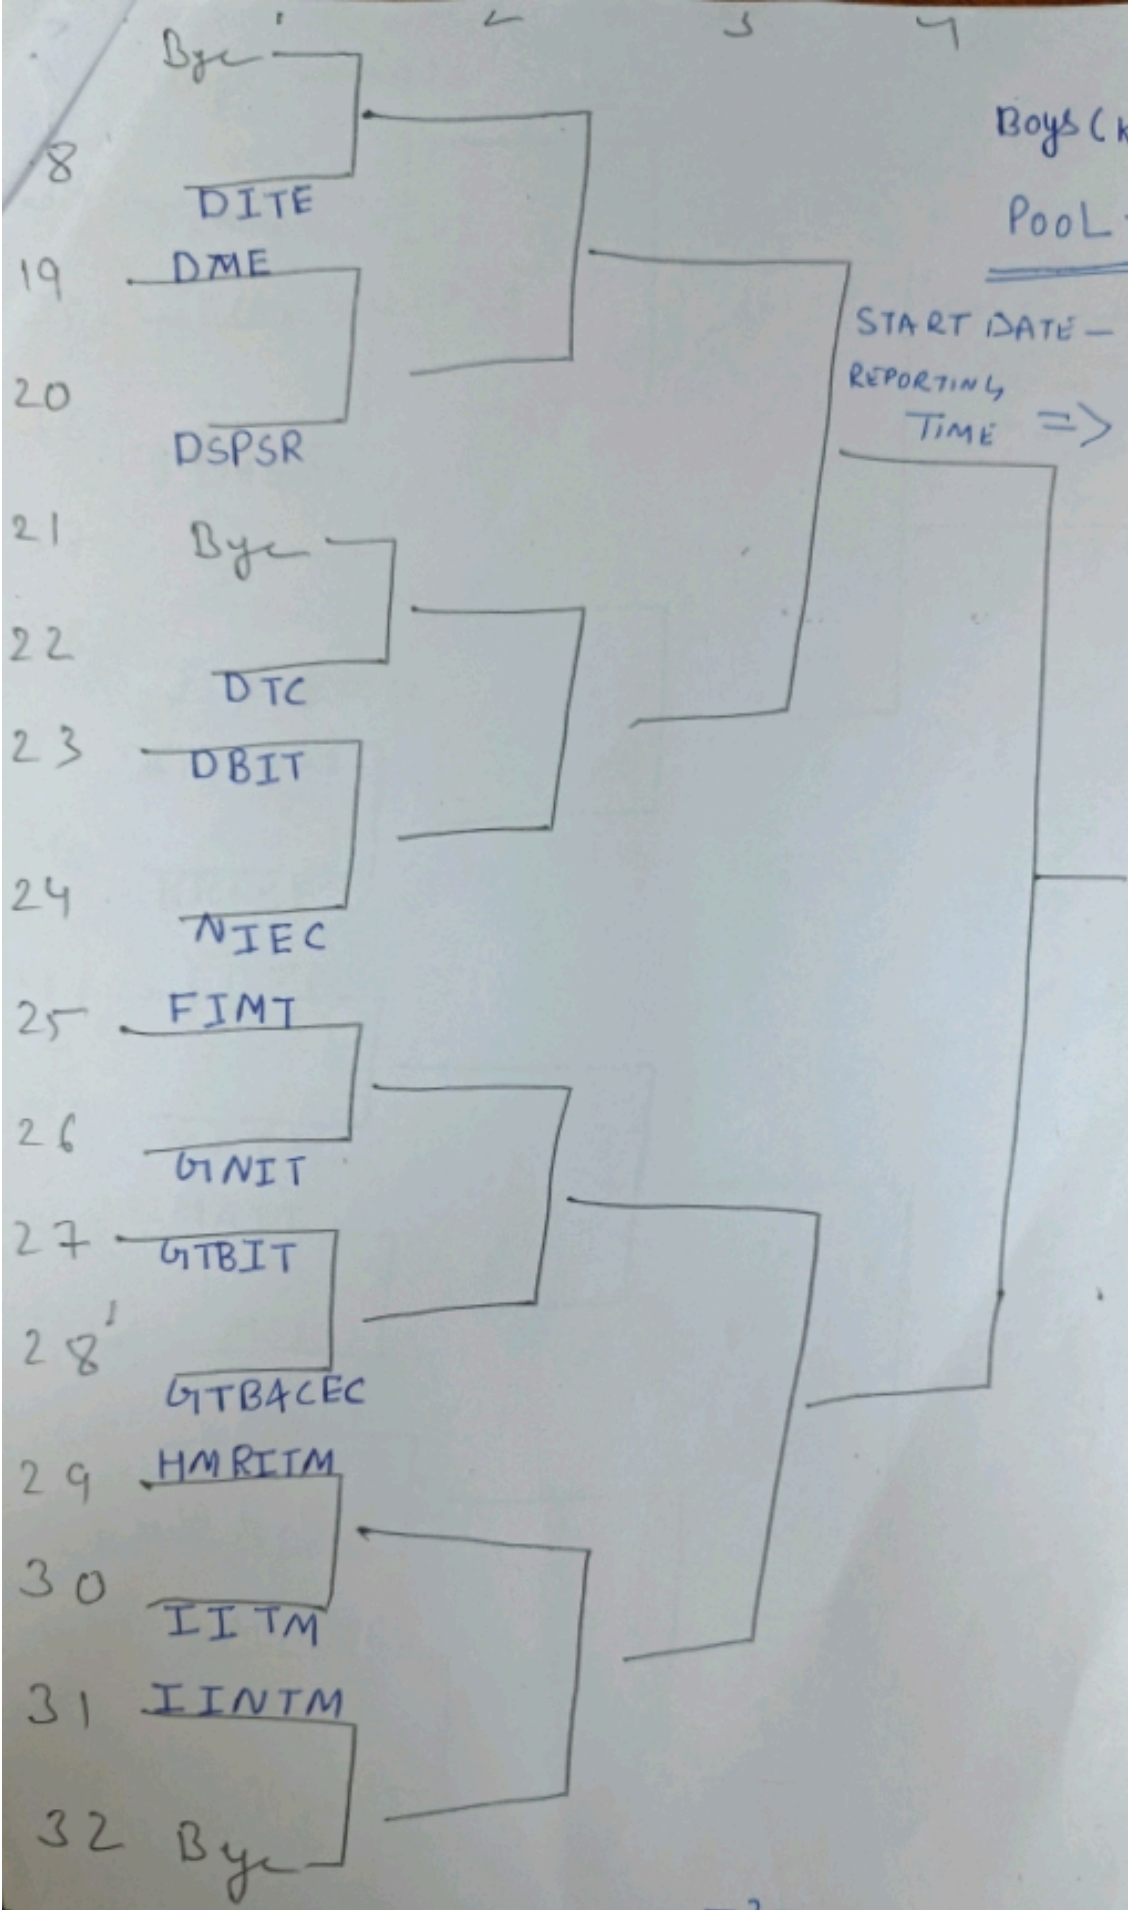 1 2 3 4
Bye
Boys (K
8
DITE
POOL -
19 DME
START DATE -
20
REPORTING
TIME =>
DSPSR
21 Bye
22
DTC
23
DBIT
24
NIEC
25 FIMT
26
GNIT
27
GTBIT
28
GTBACEC
29 HMRITM
30
IITM
31 IINTM
32 Bye